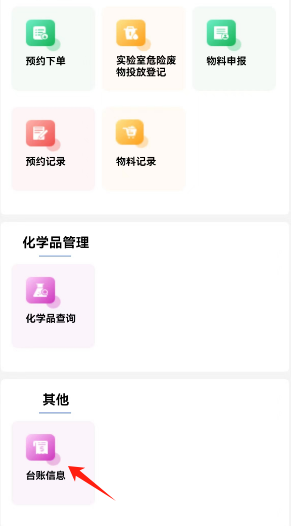 预约下单
实验室危险废
物投放登记
物料申报
预约记录
物料记录
化学品管理
化学品查询
其他
台账信息